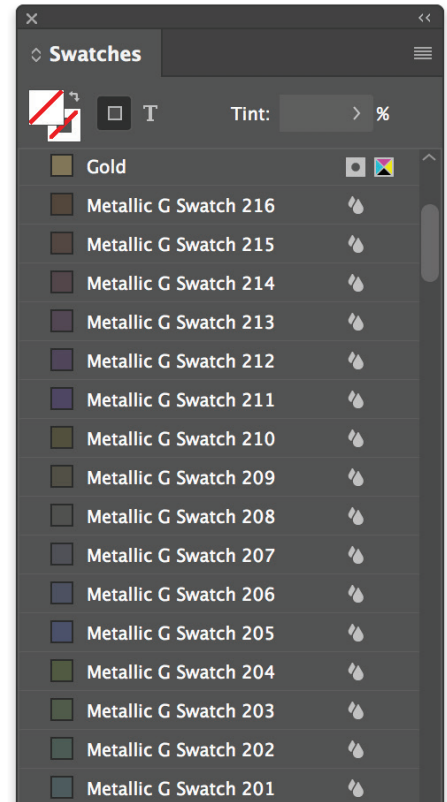 Swatches
T Tint: %
Gold
Metallic G Swatch 216
Metallic G Swatch 215
Metallic G Swatch 214
Metallic G Swatch 213
Metallic G Swatch 212
Metallic G Swatch 211
Metallic G Swatch 210
Metallic G Swatch 209
Metallic G Swatch 208
Metallic G Swatch 207
Metallic G Swatch 206
Metallic G Swatch 205
Metallic G Swatch 204
Metallic G Swatch 203
Metallic G Swatch 202
Metallic G Swatch 201